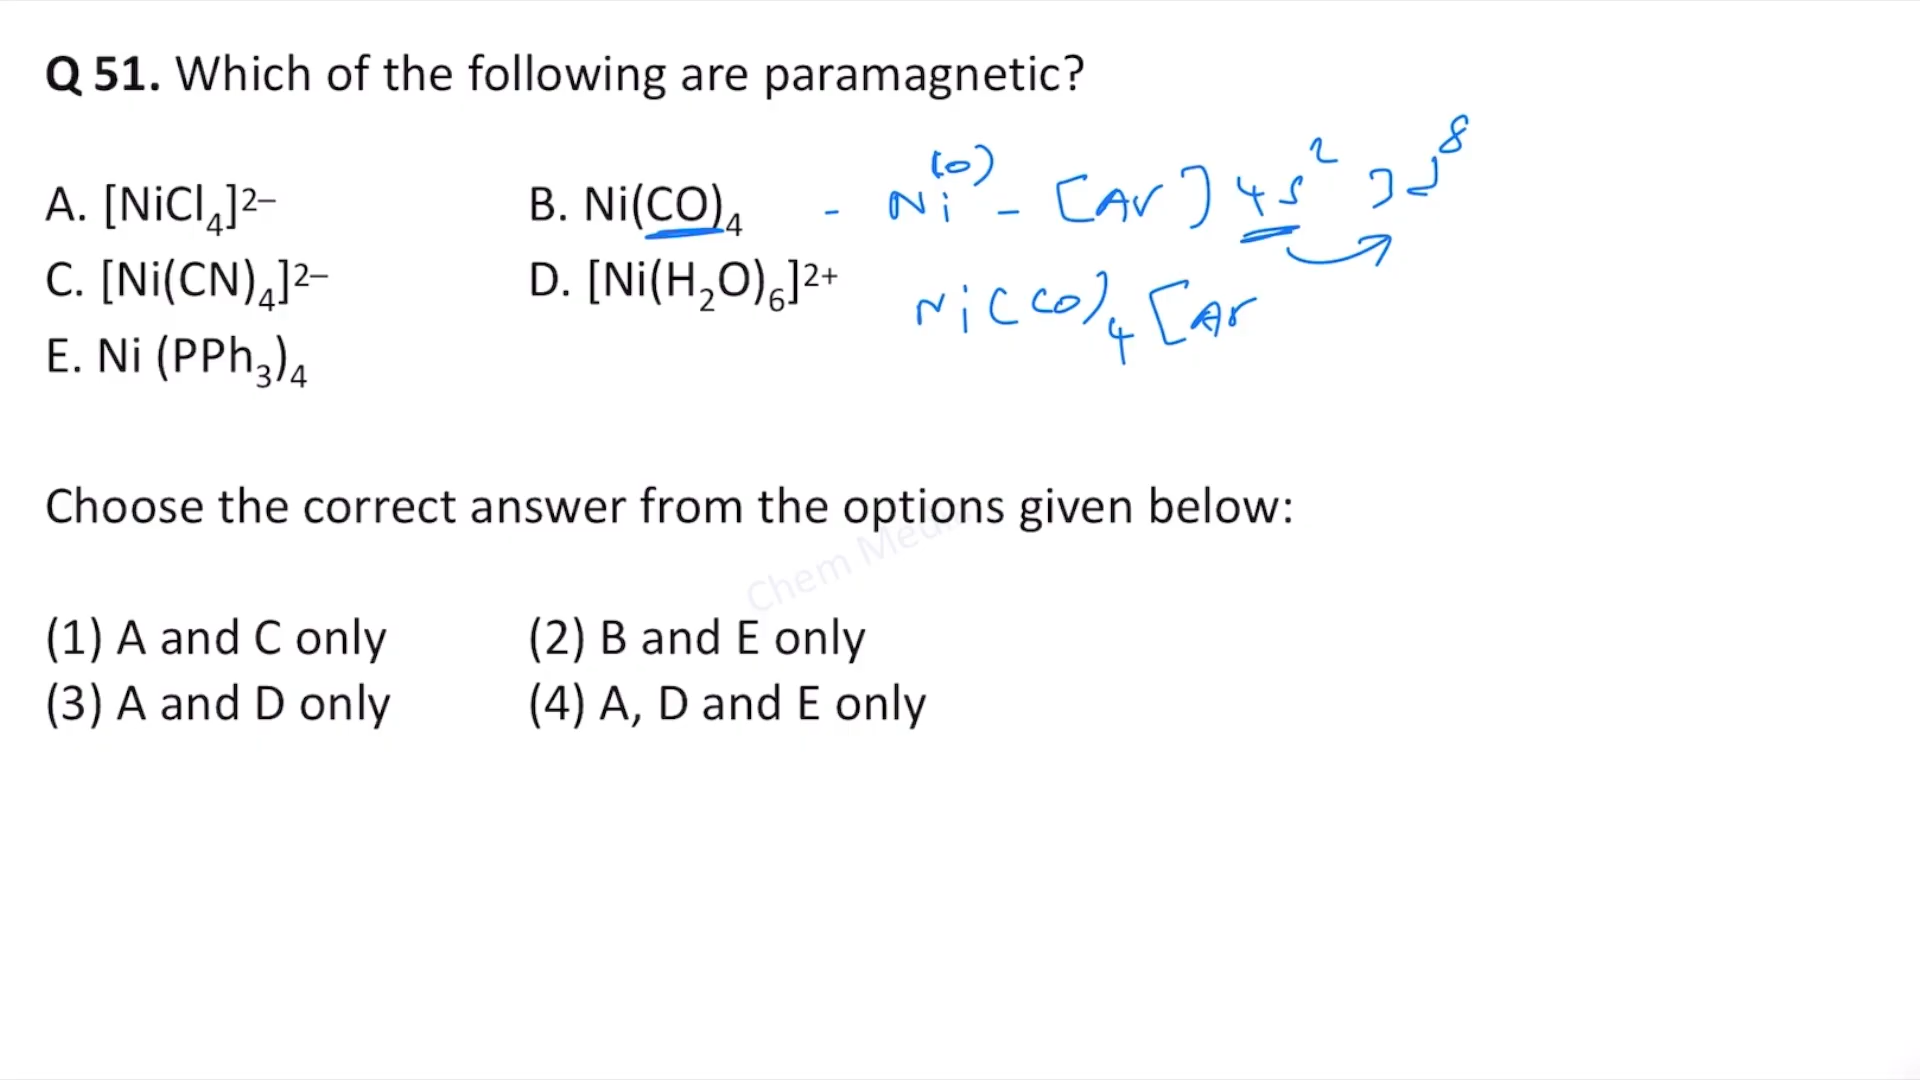 Q 51. Which of the following are paramagnetic?
A. [NiCl₄]²⁻ B. Ni(CO)₄ - Ni⁽⁰⁾ - [Ar] 4s² 3d⁸
C. [Ni(CN)₄]²⁻ D. [Ni(H₂O)₆]²⁺ Ni(CO)₄ [Ar
E. Ni (PPh₃)₄
Choose the correct answer from the options given below:
(1) A and C only (2) B and E only
(3) A and D only (4) A, D and E only